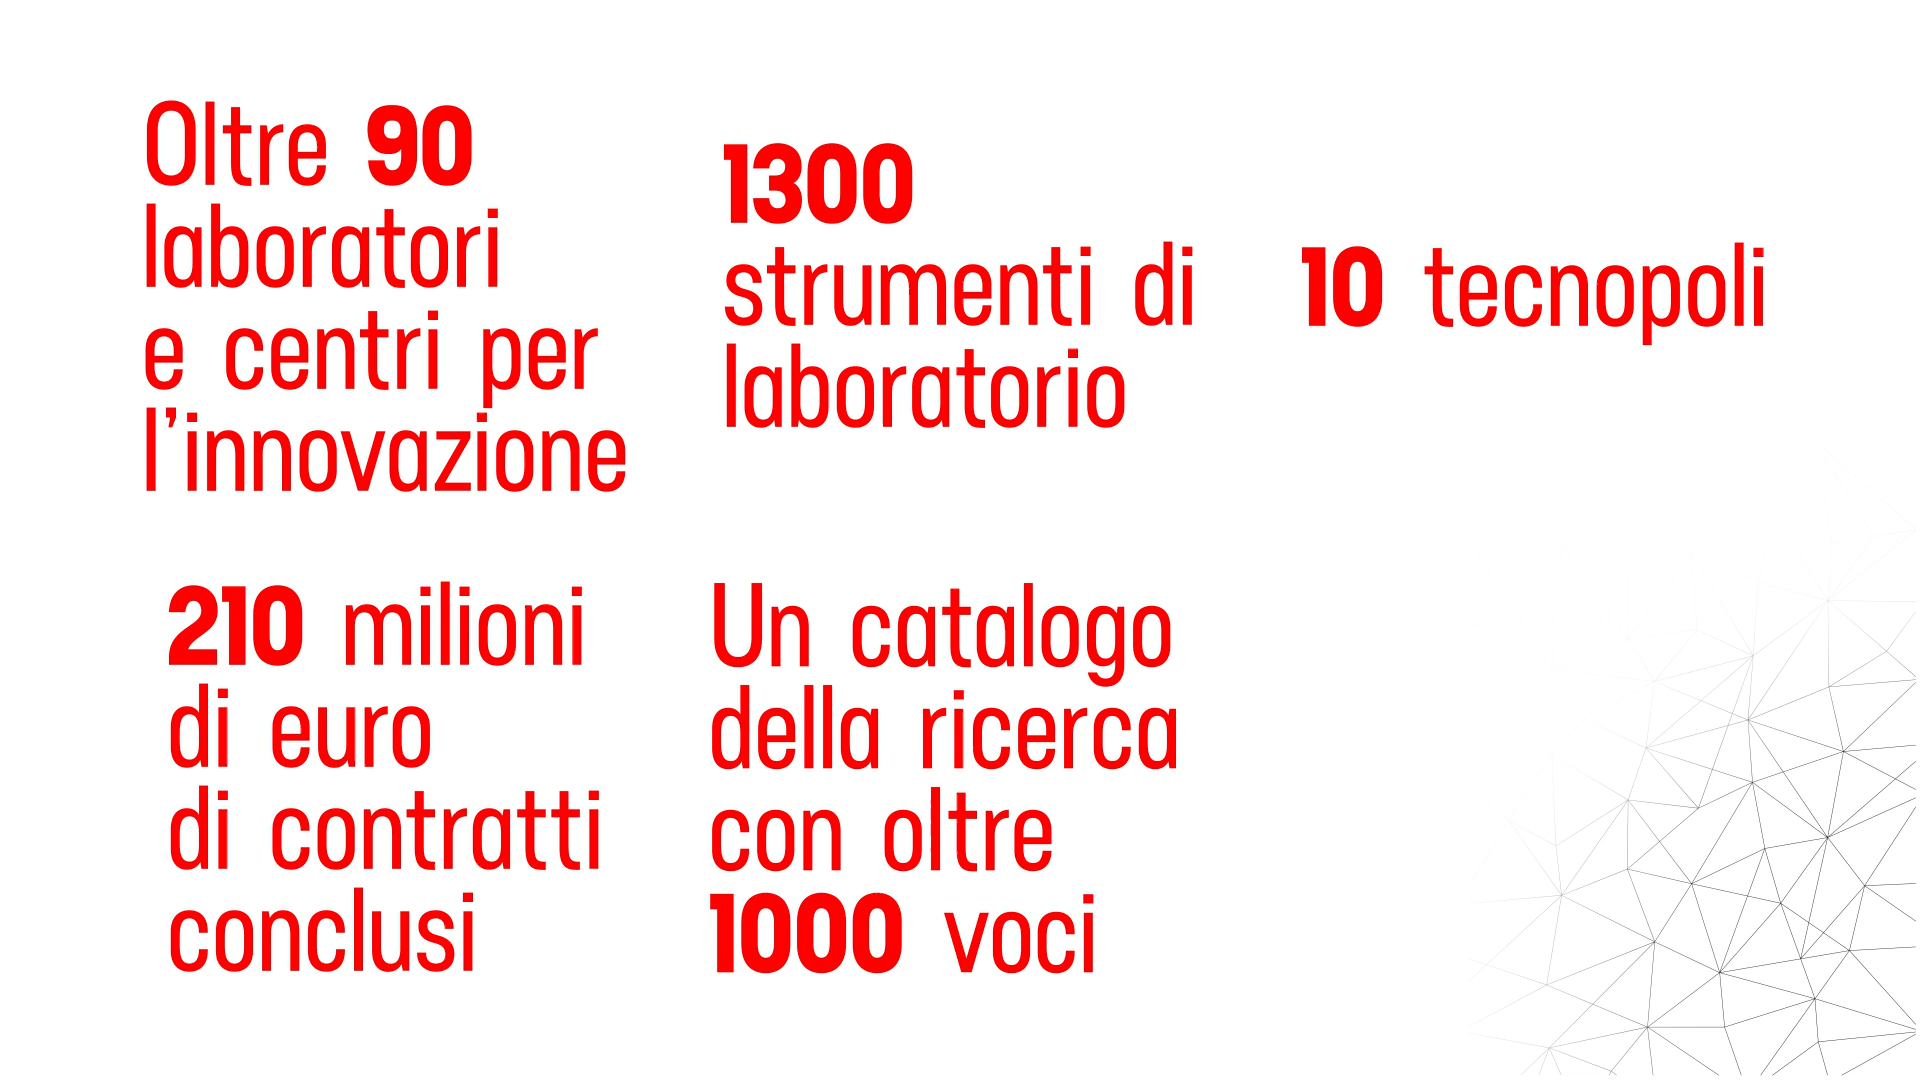 Oltre 90
laboratori
e centri per
l’innovazione
1300
strumenti di
laboratorio
10 tecnopoli
210 milioni
di euro
di contratti
conclusi
Un catalogo
della ricerca
con oltre
1000 voci